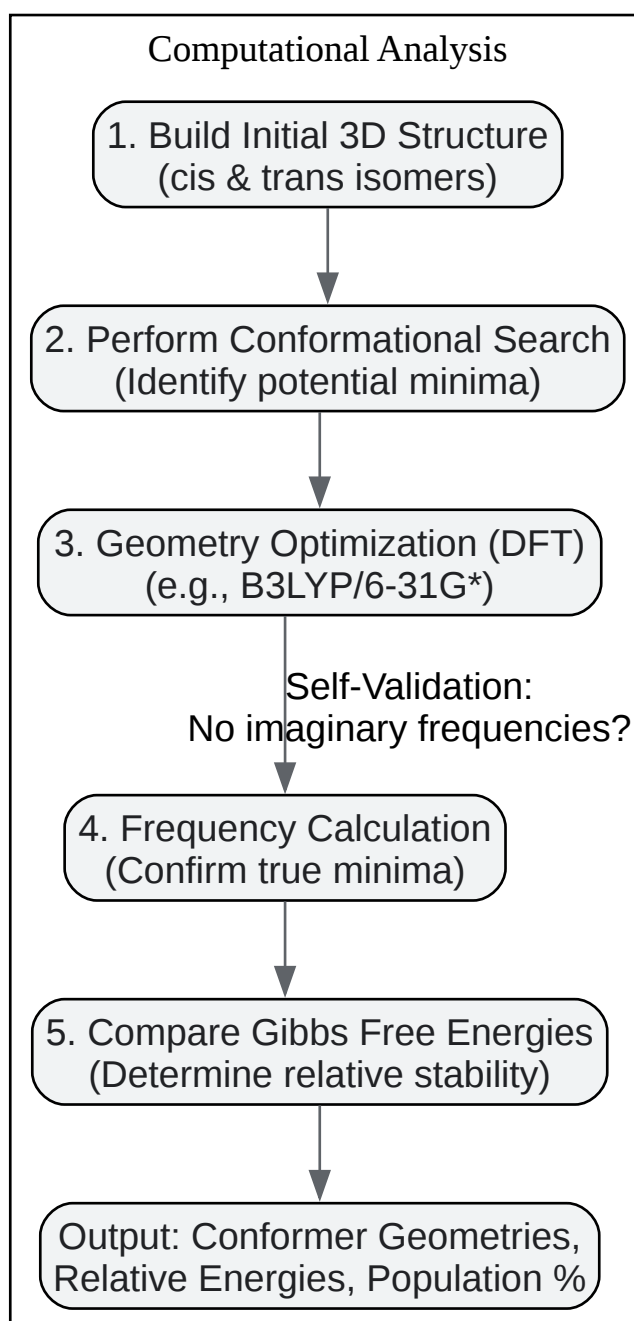 Computational Analysis
1. Build Initial 3D Structure
(cis & trans isomers)
2. Perform Conformational Search
(Identify potential minima)
3. Geometry Optimization (DFT)
(e.g., B3LYP/6-31G*)
Self-Validation:
No imaginary frequencies?
4. Frequency Calculation
(Confirm true minima)
5. Compare Gibbs Free Energies
(Determine relative stability)
Output: Conformer Geometries,
Relative Energies, Population %